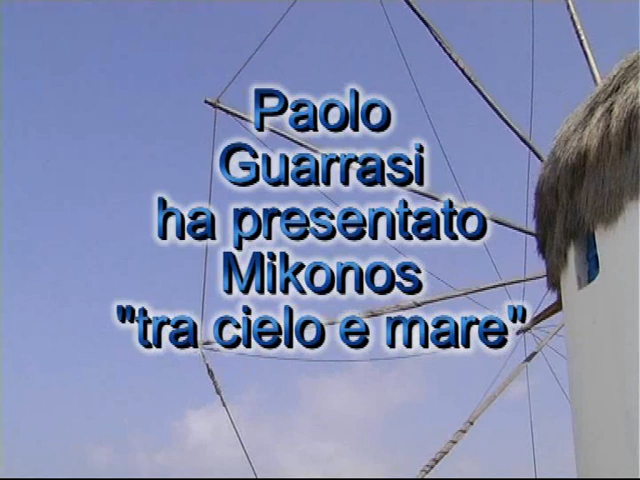 Paolo
Guarrasi
ha presentato
Mikonos
"tra cielo e mare"